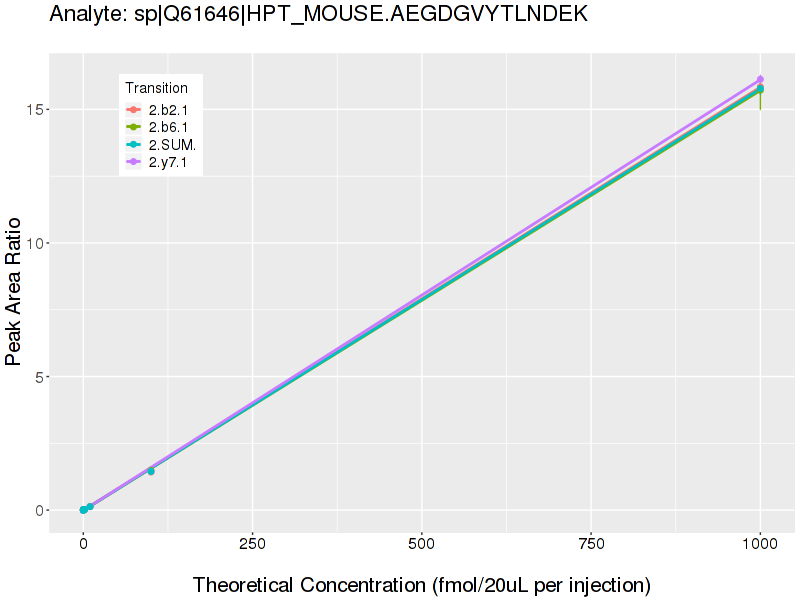 Analyte: sp|Q61646|HPT_MOUSE.AEGDGVYTLNDEK
Transition
2.b2.1
2.b6.1
2.SUM.
2.y7.1
Peak Area Ratio
15
10
5
0
0 250 500 750 1000
Theoretical Concentration (fmol/20uL per injection)